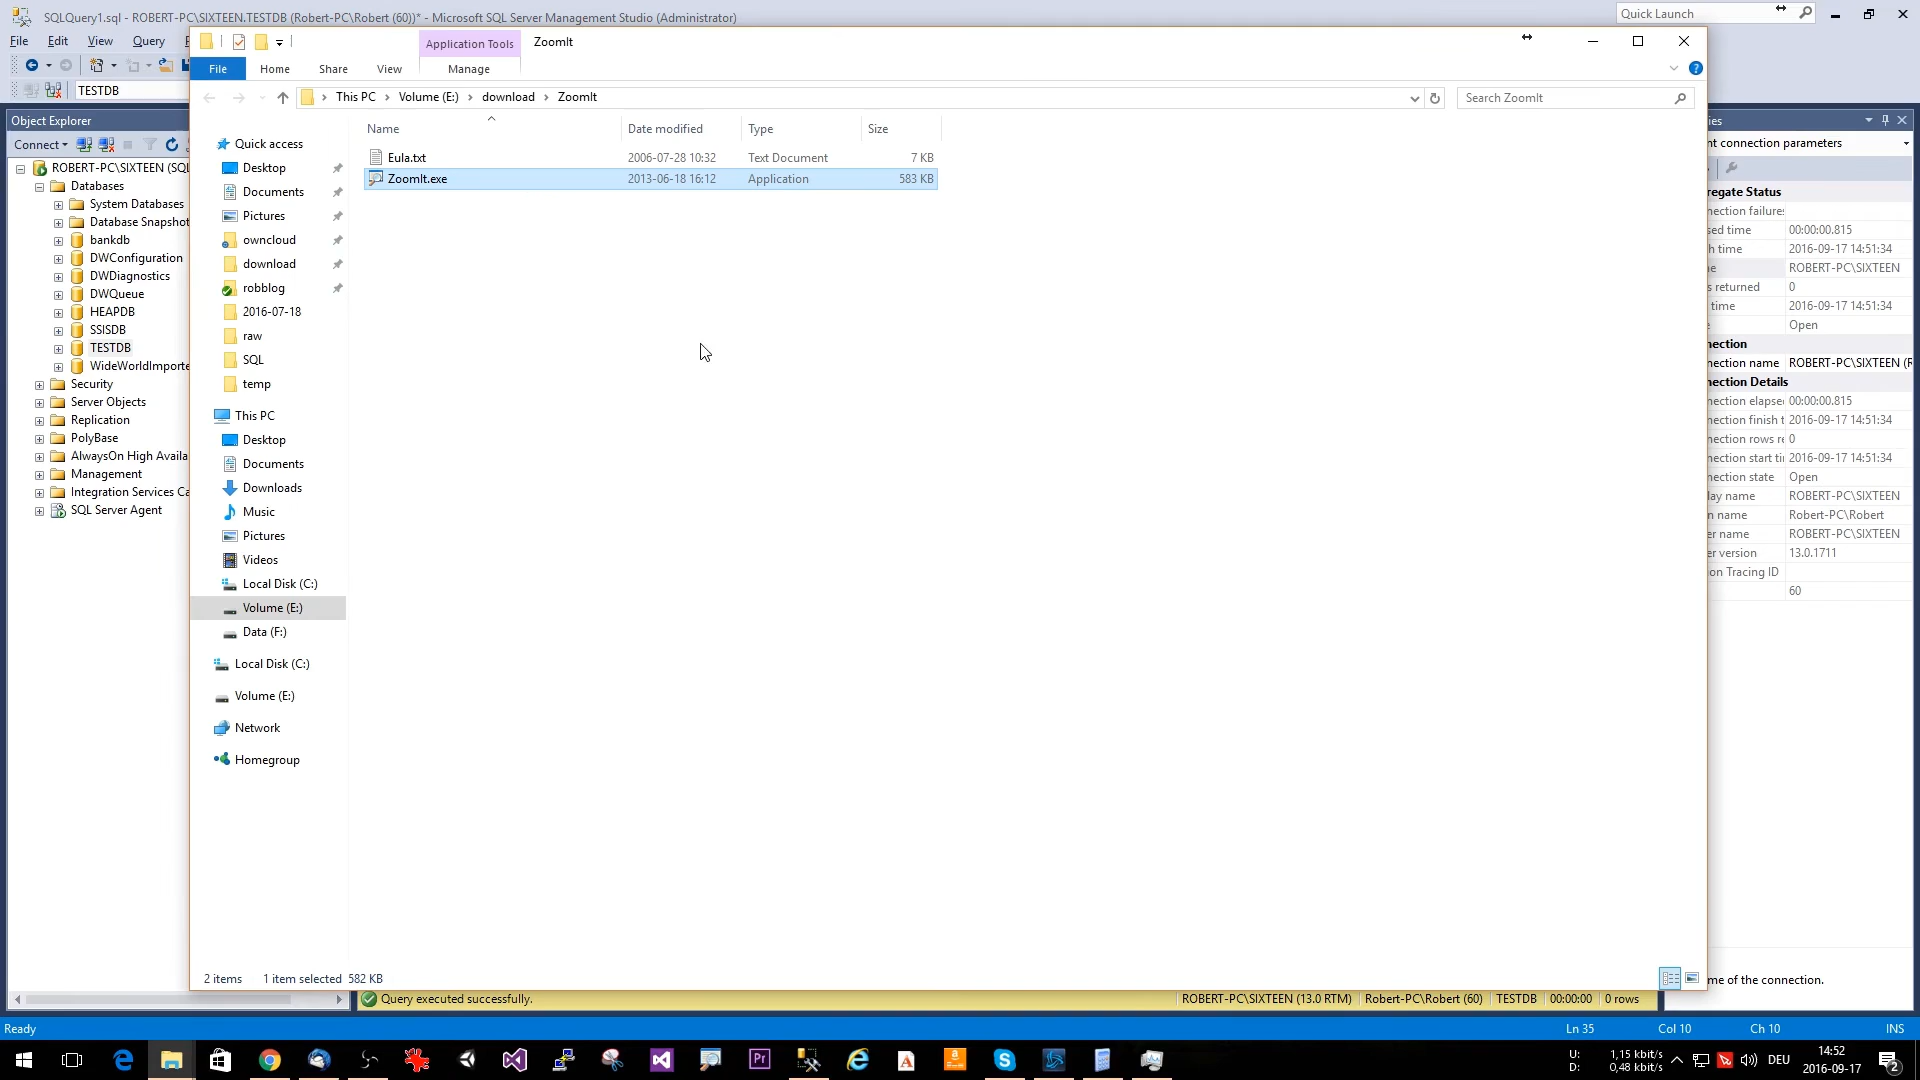 SQLQuery1.sql - ROBERT-PC\SIXTEEN.TESTDB (Robert-PC\Robert (60))* - Microsoft SQL Server Management Studio (Administrator)
Quick Launch
File Edit View Query
TESTDB
Application Tools
ZoomIt
File Home Share View Manage
This PC > Volume (E:) > download > ZoomIt
Search ZoomIt
Name Date modified Type Size
Eula.txt 2006-07-28 10:32 Text Document 7 KB
ZoomIt.exe 2013-06-18 16:12 Application 583 KB
Quick access
Desktop
Documents
Pictures
owncloud
download
robblog
2016-07-18
raw
SQL
temp
This PC
Desktop
Documents
Downloads
Music
Pictures
Videos
Local Disk (C:)
Volume (E:)
Data (F:)
Local Disk (C:)
Volume (E:)
Network
Homegroup
2 items 1 item selected 582 KB
Object Explorer
Connect
ROBERT-PC\SIXTEEN (SQL
Databases
System Databases
Database Snapshot
bankdb
DWConfiguration
DWDiagnostics
DWQueue
HEAPDB
SSISDB
TESTDB
WideWorldImporte
Security
Server Objects
Replication
PolyBase
AlwaysOn High Availa
Management
Integration Services Ca
SQL Server Agent
ies
nt connection parameters
regate Status
nection failures
sed time 00:00:00.815
h time 2016-09-17 14:51:34
e ROBERT-PC\SIXTEEN
s returned 0
time 2016-09-17 14:51:34
e Open
nection
nection name ROBERT-PC\SIXTEEN (R
nection Details
nection elapse 00:00:00.815
nection finish t 2016-09-17 14:51:34
nection rows re 0
nection start ti 2016-09-17 14:51:34
nection state Open
lay name ROBERT-PC\SIXTEEN
n name Robert-PC\Robert
er name ROBERT-PC\SIXTEEN
er version 13.0.1711
on Tracing ID
60
me of the connection.
Query executed successfully. ROBERT-PC\SIXTEEN (13.0 RTM) Robert-PC\Robert (60) TESTDB 00:00:00 0 rows
Ready Ln 35 Col 10 Ch 10 INS
U: 1,15 kbit/s
D: 0,48 kbit/s
DEU
14:52
2016-09-17
2
Pr